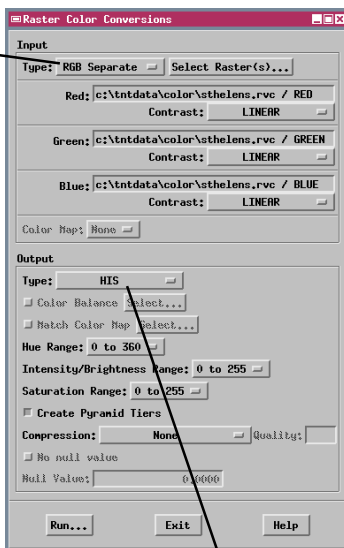 Raster Color Conversions
Input
Type: RGB Separate Select Raster(s)...
Red: c:\tntdata\color\sthelens.rvc / RED
Contrast: LINEAR
Green: c:\tntdata\color\sthelens.rvc / GREEN
Contrast: LINEAR
Blue: c:\tntdata\color\sthelens.rvc / BLUE
Contrast: LINEAR
Color Map: None
Output
Type: HIS
Color Balance Select...
Match Color Map Select...
Hue Range: 0 to 360
Intensity/Brightness Range: 0 to 255
Saturation Range: 0 to 255
Create Pyramid Tiers
Compression: None Quality:
No null value
Null Value: 0.0000
Run... Exit Help